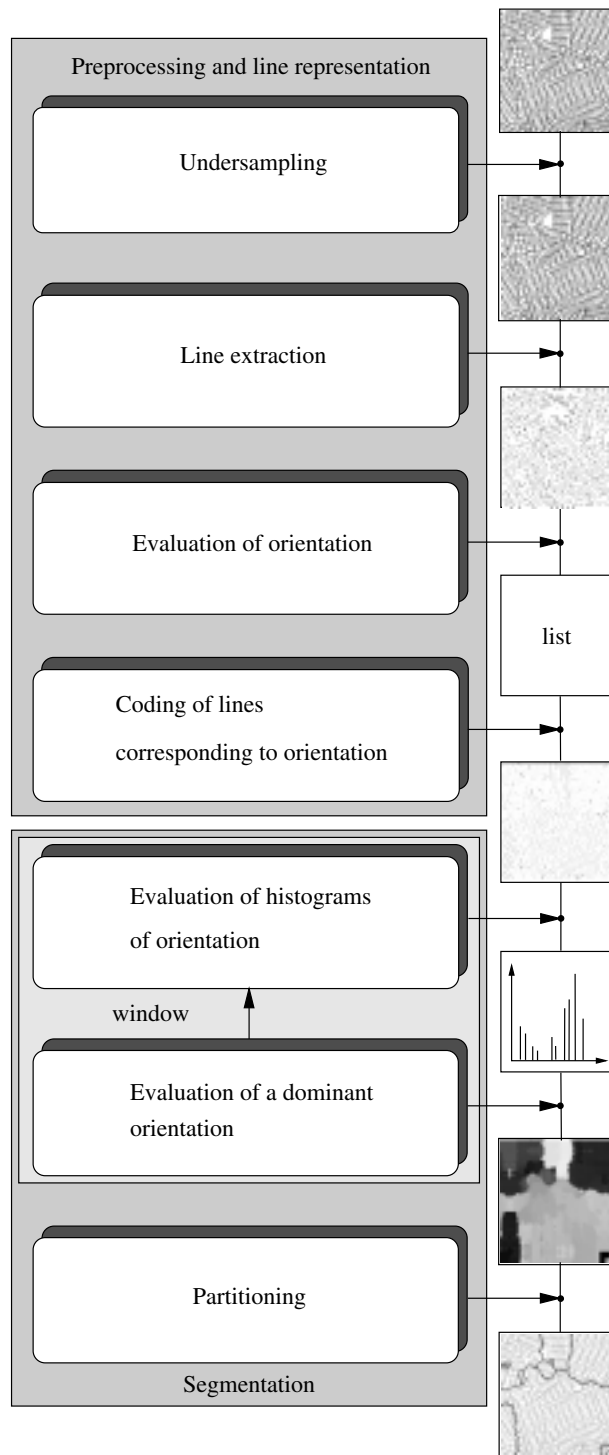 Preprocessing and line representation
Undersampling
Line extraction
Evaluation of orientation
list
Coding of lines
corresponding to orientation
Evaluation of histograms
of orientation
window
Evaluation of a dominant
orientation
Partitioning
Segmentation